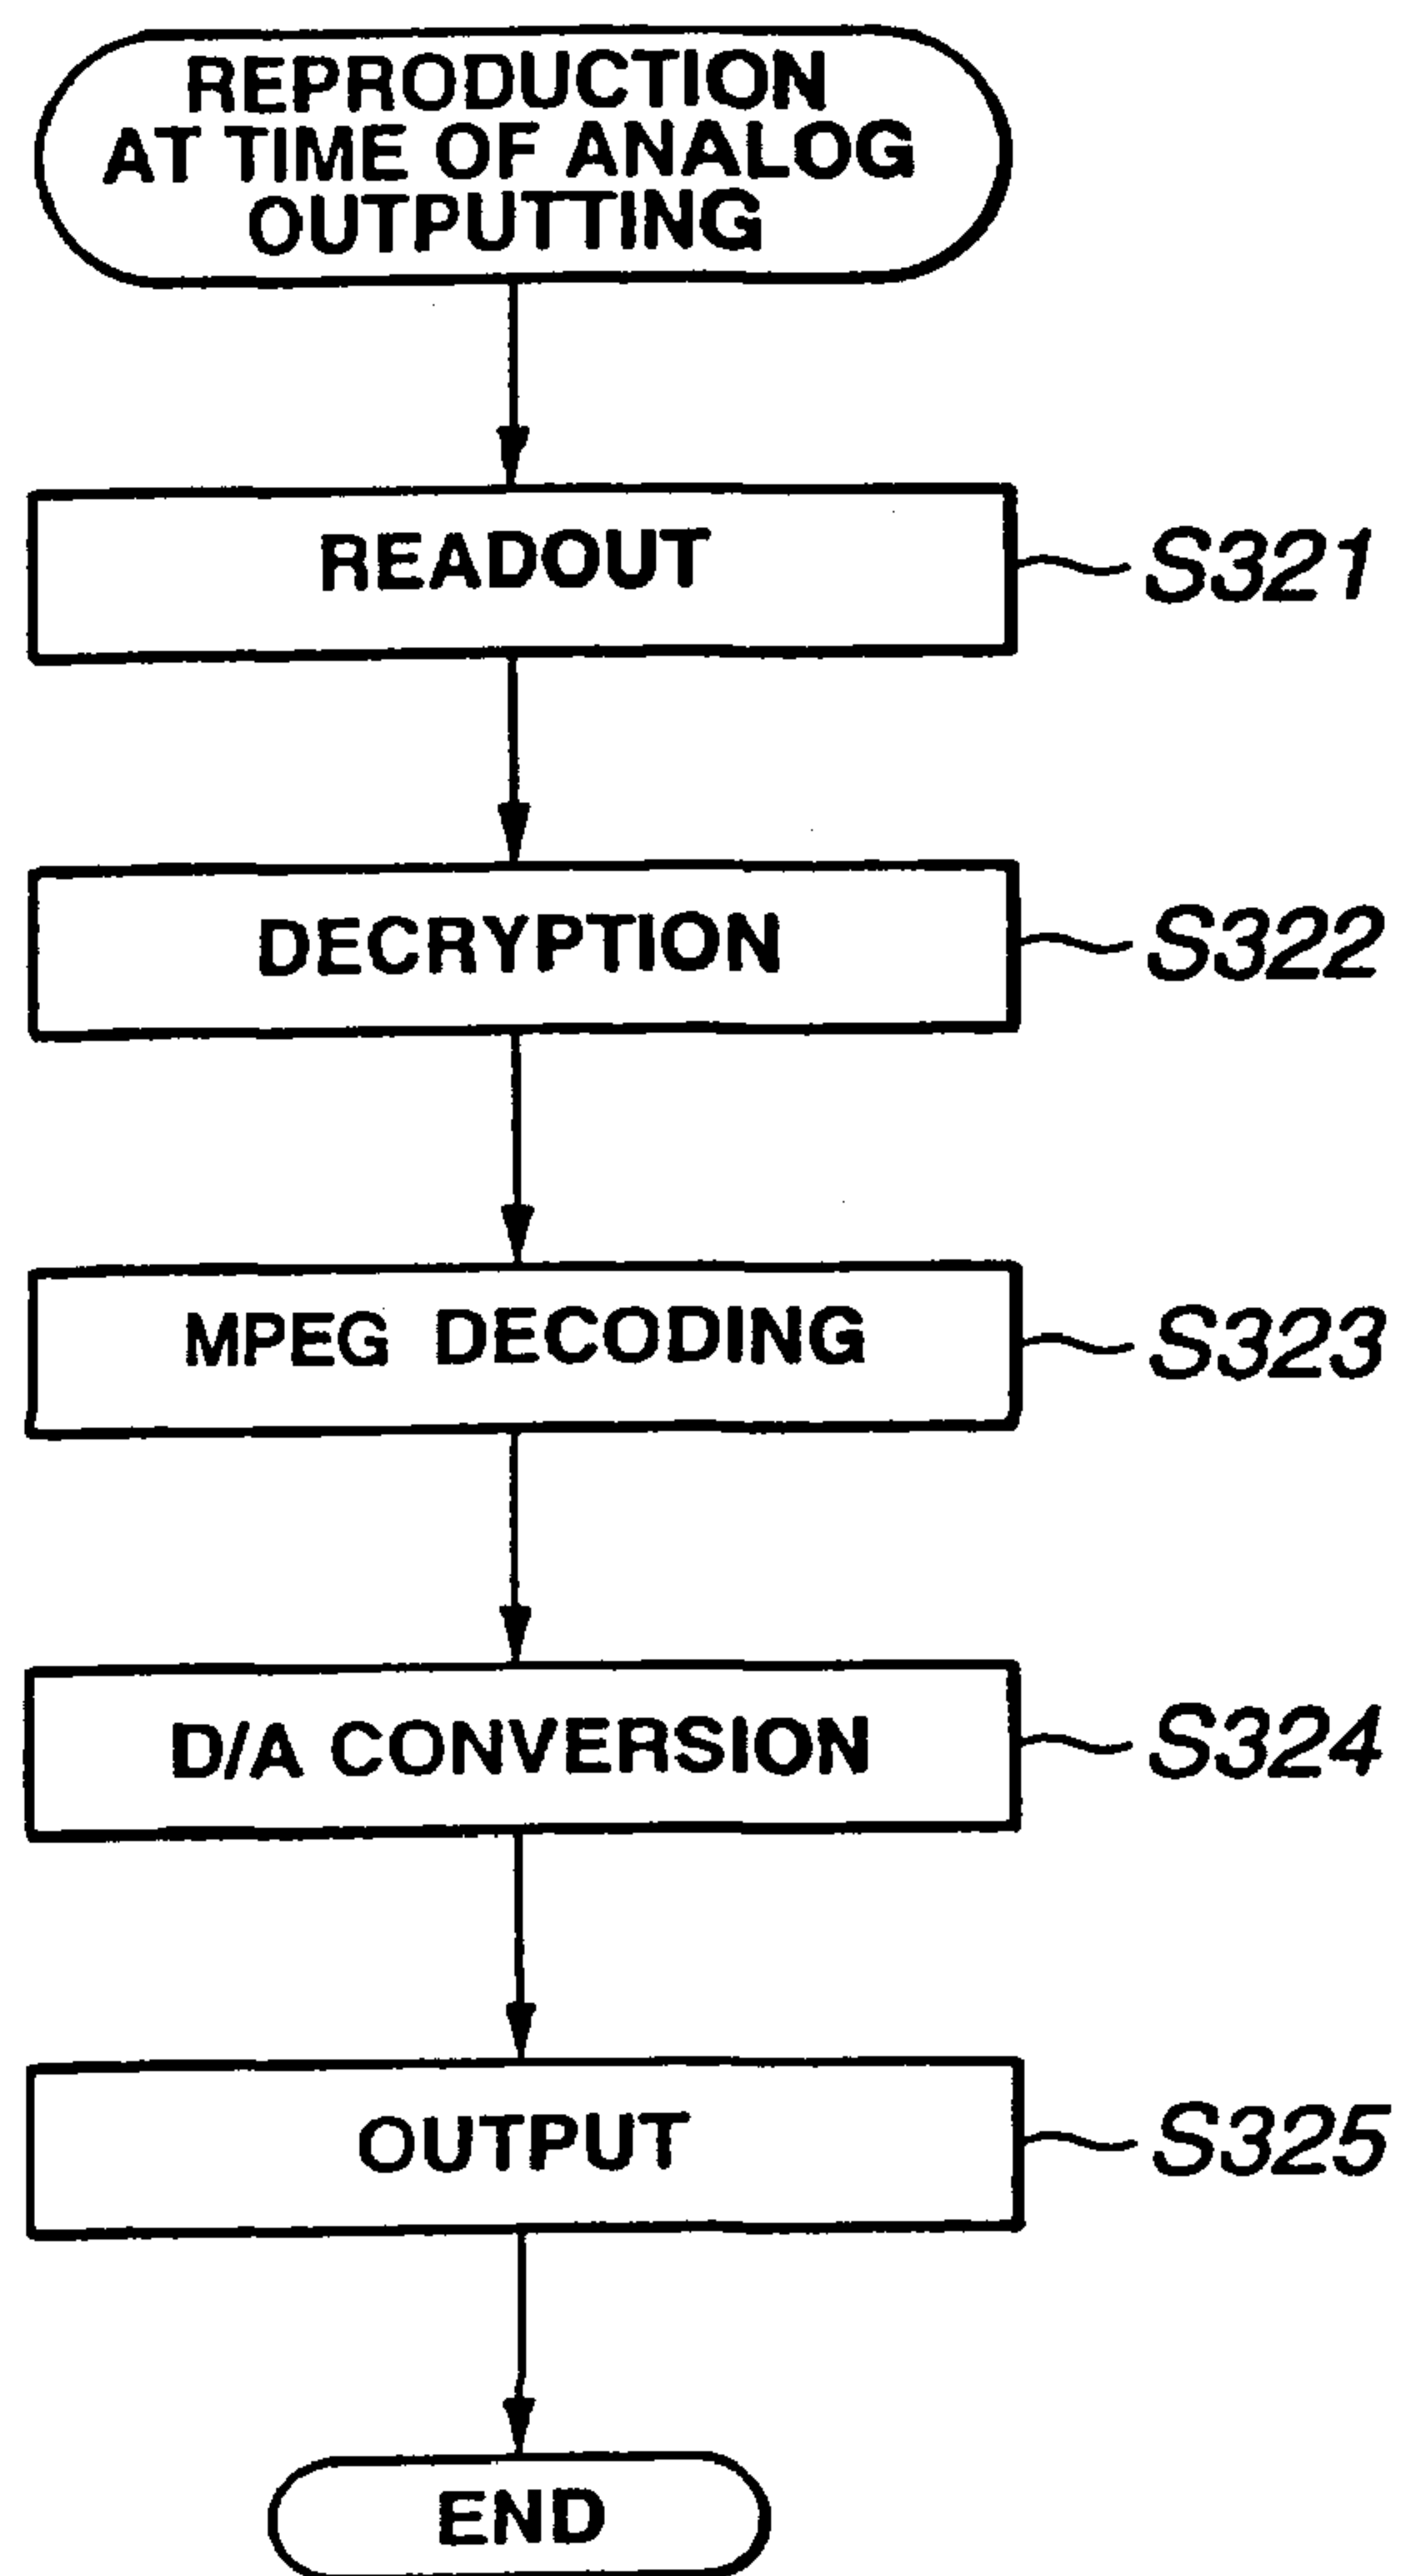 REPRODUCTION
AT TIME OF ANALOG
OUTPUTTING
READOUT
S321
DECRYPTION
S322
MPEG DECODING
S323
D/A CONVERSION
S324
OUTPUT
S325
END